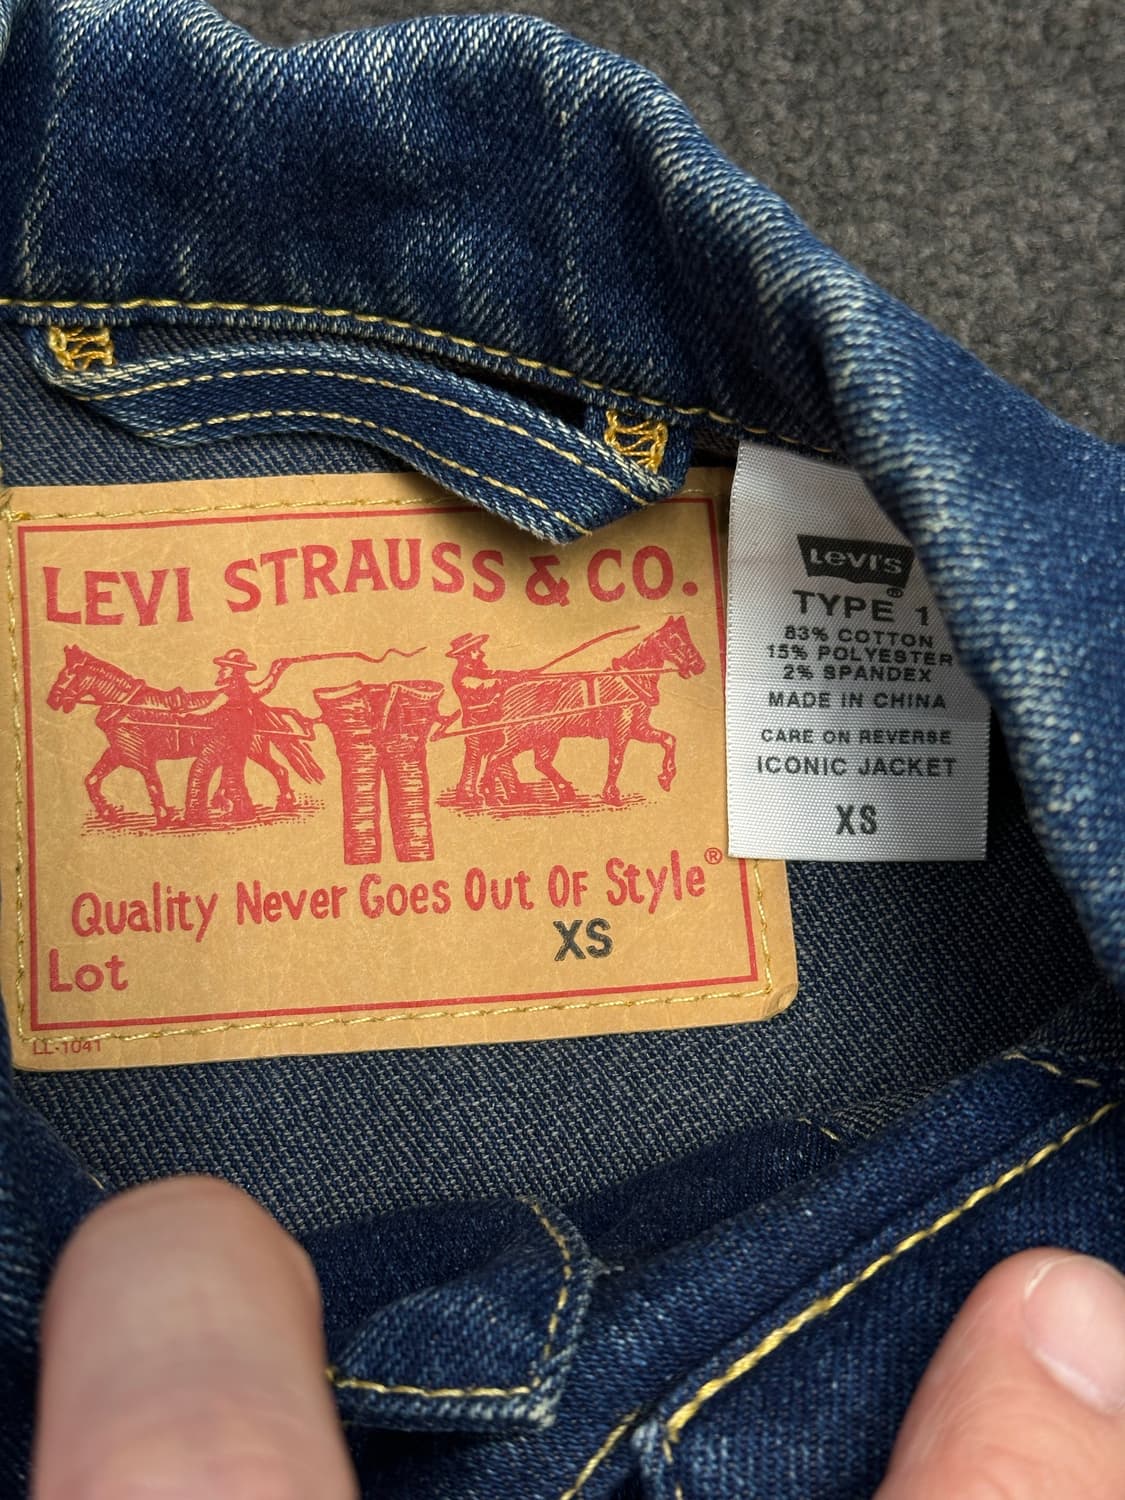 LEVI STRAUSS & CO.
Quality Never Goes Out OF Style®
XS
Lot
LL-1041
Levi's®
TYPE 1
83% COTTON
15% POLYESTER
2% SPANDEX
MADE IN CHINA
CARE ON REVERSE
ICONIC JACKET
XS